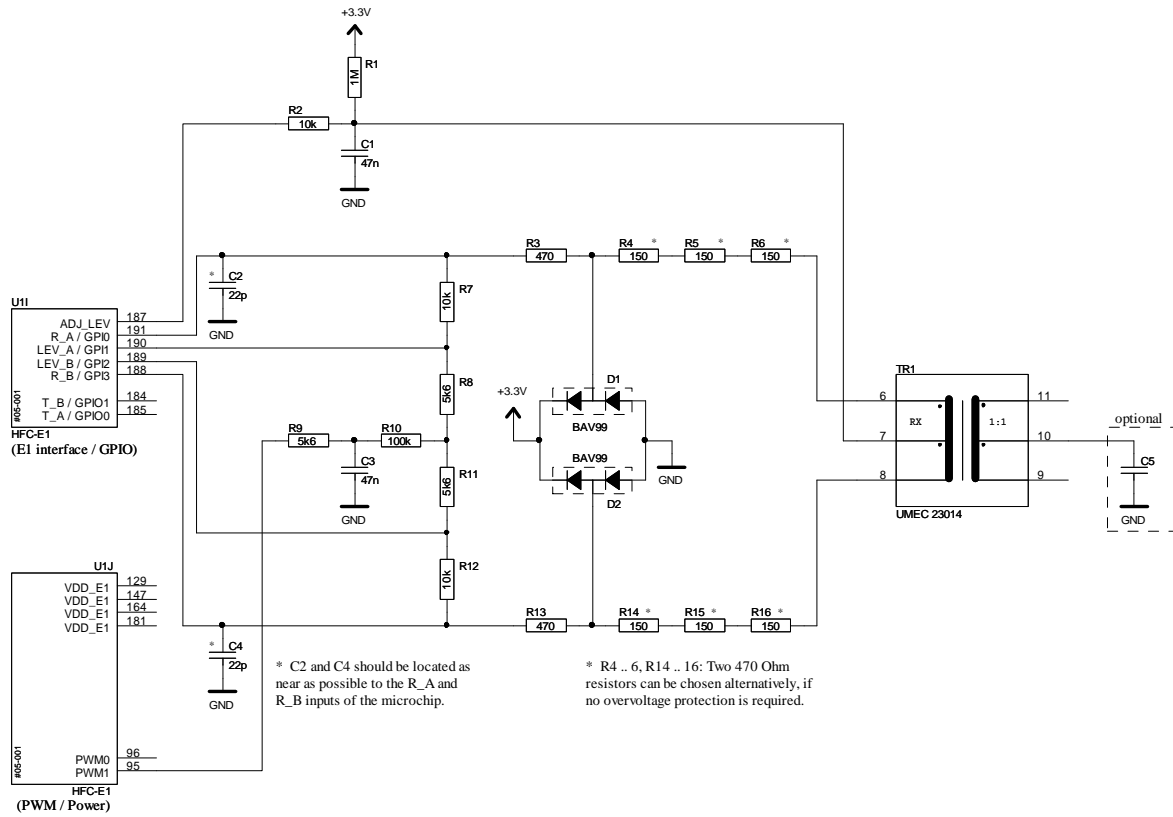 +3.3V
R1
1M
R2
10k
C1
47n
GND
R3
470
R4 *
150
R5 *
150
R6 *
150
* C2
22p
GND
R7
10k
U1I
ADJ_LEV 187
R_A / GPI0 191
LEV_A / GPI1 190
LEV_B / GPI2 189
R_B / GPI3 188
T_B / GPIO1 184
T_A / GPIO0 185
#05-001
HFC-E1
(E1 interface / GPIO)
R8
5k6
R9
5k6
R10
100k
C3
47n
GND
R11
5k6
+3.3V
D1
BAV99
BAV99
D2
GND
TR1
6
7
8
RX
1:1
11
10
9
UMEC 23014
optional
C5
GND
R12
10k
U1J
VDD_E1 129
VDD_E1 147
VDD_E1 164
VDD_E1 181
#05-001
PWM0 96
PWM1 95
HFC-E1
(PWM / Power)
R13
470
R14 *
150
R15 *
150
R16 *
150
* C4
22p
GND
* C2 and C4 should be located as
near as possible to the R_A and
R_B inputs of the microchip.
* R4 .. 6, R14 .. 16: Two 470 Ohm
resistors can be chosen alternatively, if
no overvoltage protection is required.